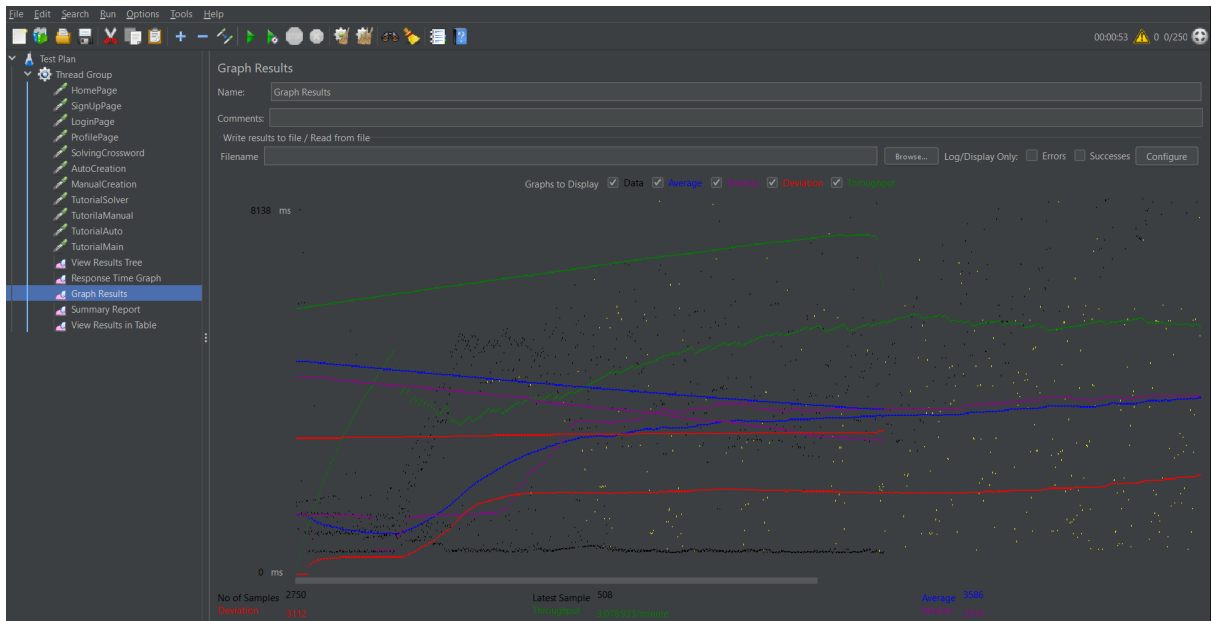 File Edit Search Run Options Tools Help
00:00:53 0 0/250
Test Plan
Thread Group
HomePage
SignUpPage
LoginPage
ProfilePage
SolvingCrossword
AutoCreation
ManualCreation
TutorialSolver
TutorilaManual
TutorialAuto
TutorialMain
View Results Tree
Response Time Graph
Graph Results
Summary Report
View Results in Table
Graph Results
Name: Graph Results
Comments:
Write results to file / Read from file
Filename Browse... Log/Display Only: Errors Successes Configure
Graphs to Display Data Average Median Deviation Throughput
8138 ms
0 ms
No of Samples 2750 Latest Sample 508 Average 3586
Deviation 3112 Throughput